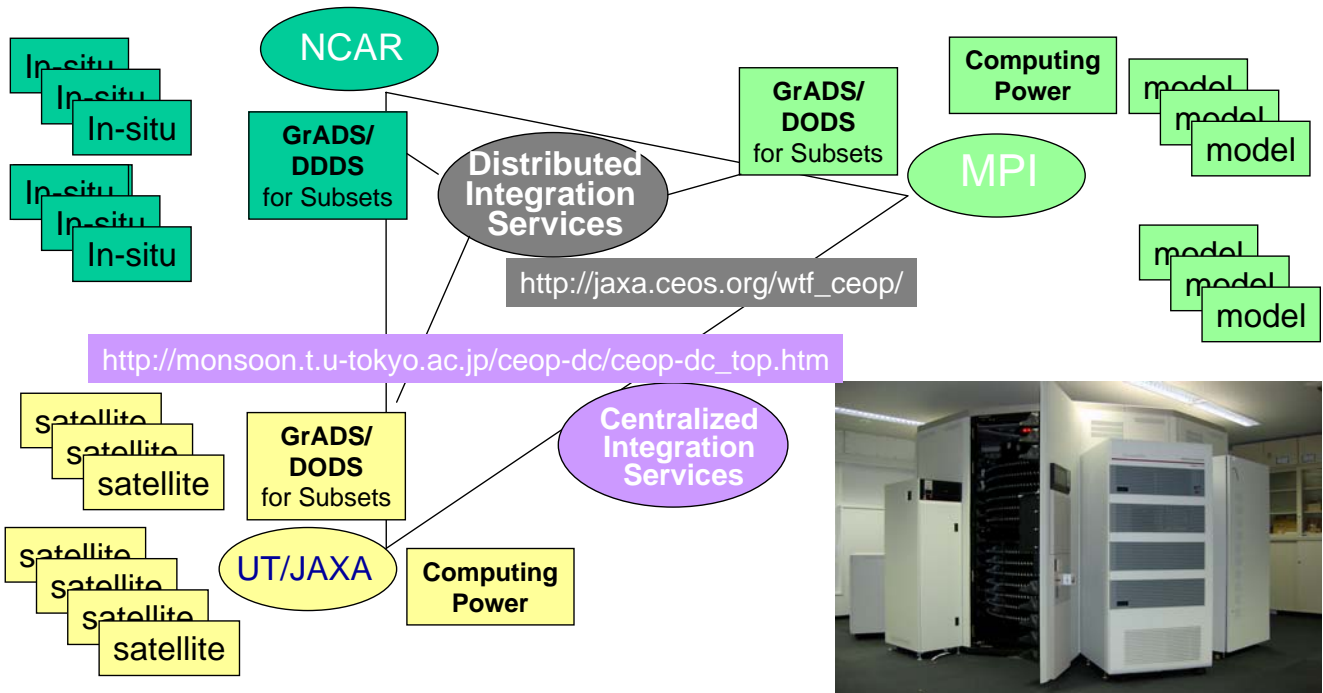 NCAR
In-situ
In-situ
In-situ
In-situ
In-situ
In-situ
GrADS/
DDDS
for Subsets
Distributed
Integration
Services
GrADS/
DODS
for Subsets
Computing
Power
MPI
model
model
model
model
model
model
http://jaxa.ceos.org/wtf_ceop/
http://monsoon.t.u-tokyo.ac.jp/ceop-dc/ceop-dc_top.htm
satellite
satellite
satellite
satellite
satellite
satellite
satellite
GrADS/
DODS
for Subsets
UT/JAXA
Computing
Power
Centralized
Integration
Services